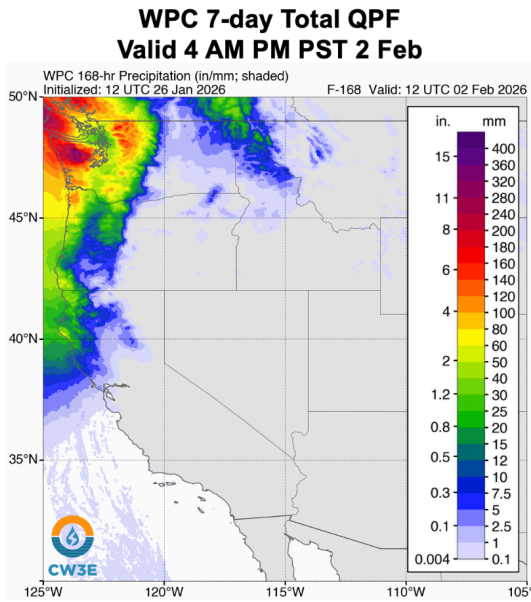 WPC 7-day Total QPF
Valid 4 AM PM PST 2 Feb
WPC 168-hr Precipitation (in/mm; shaded)
Initialized: 12 UTC 26 Jan 2026 F-168 Valid: 12 UTC 02 Feb 2026
50°N
45°N
40°N
35°N
in. mm
400
15 360
320
11 280
8 240
200
180
6 160
140
120
4 100
80
60
2 50
40
1.2 30
25
0.8 20
15
0.5 12
10
0.3 7.5
5
0.1 2.5
1
0.004 0.1
CW3E
125°W 120°W 115°W 110°W 105°W